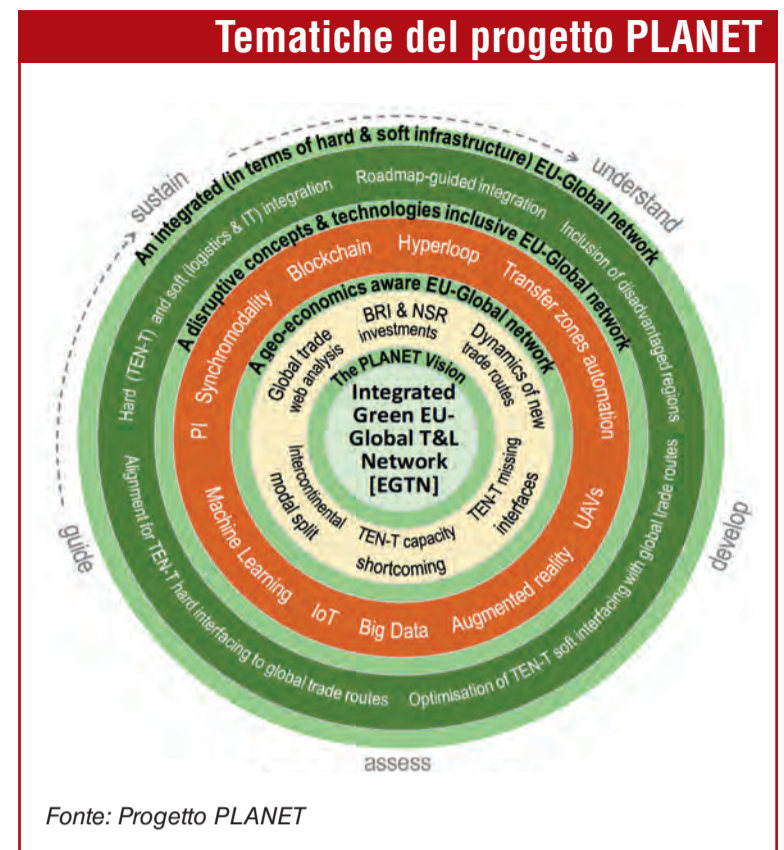 Tematiche del progetto PLANET
An integrated (in terms of hard & soft infrastructure) EU-Global network
Hard (TEN-T) and soft (logistics & IT) integration
Roadmap-guided integration
Inclusion of disadvantaged regions
Alignment for TEN-T hard interfacing to global trade routes
Optimisation of TEN-T soft interfacing with global trade routes
A disruptive concepts & technologies inclusive EU-Global network
PI
Synchromodality
Blockchain
Hyperloop
Transfer zones automation
UAVs
Augmented reality
Big Data
IoT
Machine Learning
A geo-economics aware EU-Global network
Global trade
web analysis
BRI & NSR
investments
Dynamics of new
trade routes
TEN-T missing
interfaces
TEN-T capacity
shortcoming
Intercontinental
modal split
The PLANET Vision
Integrated
Green EU-
Global T&L
Network
[EGTN]
guide
sustain
understand
develop
assess
Fonte: Progetto PLANET